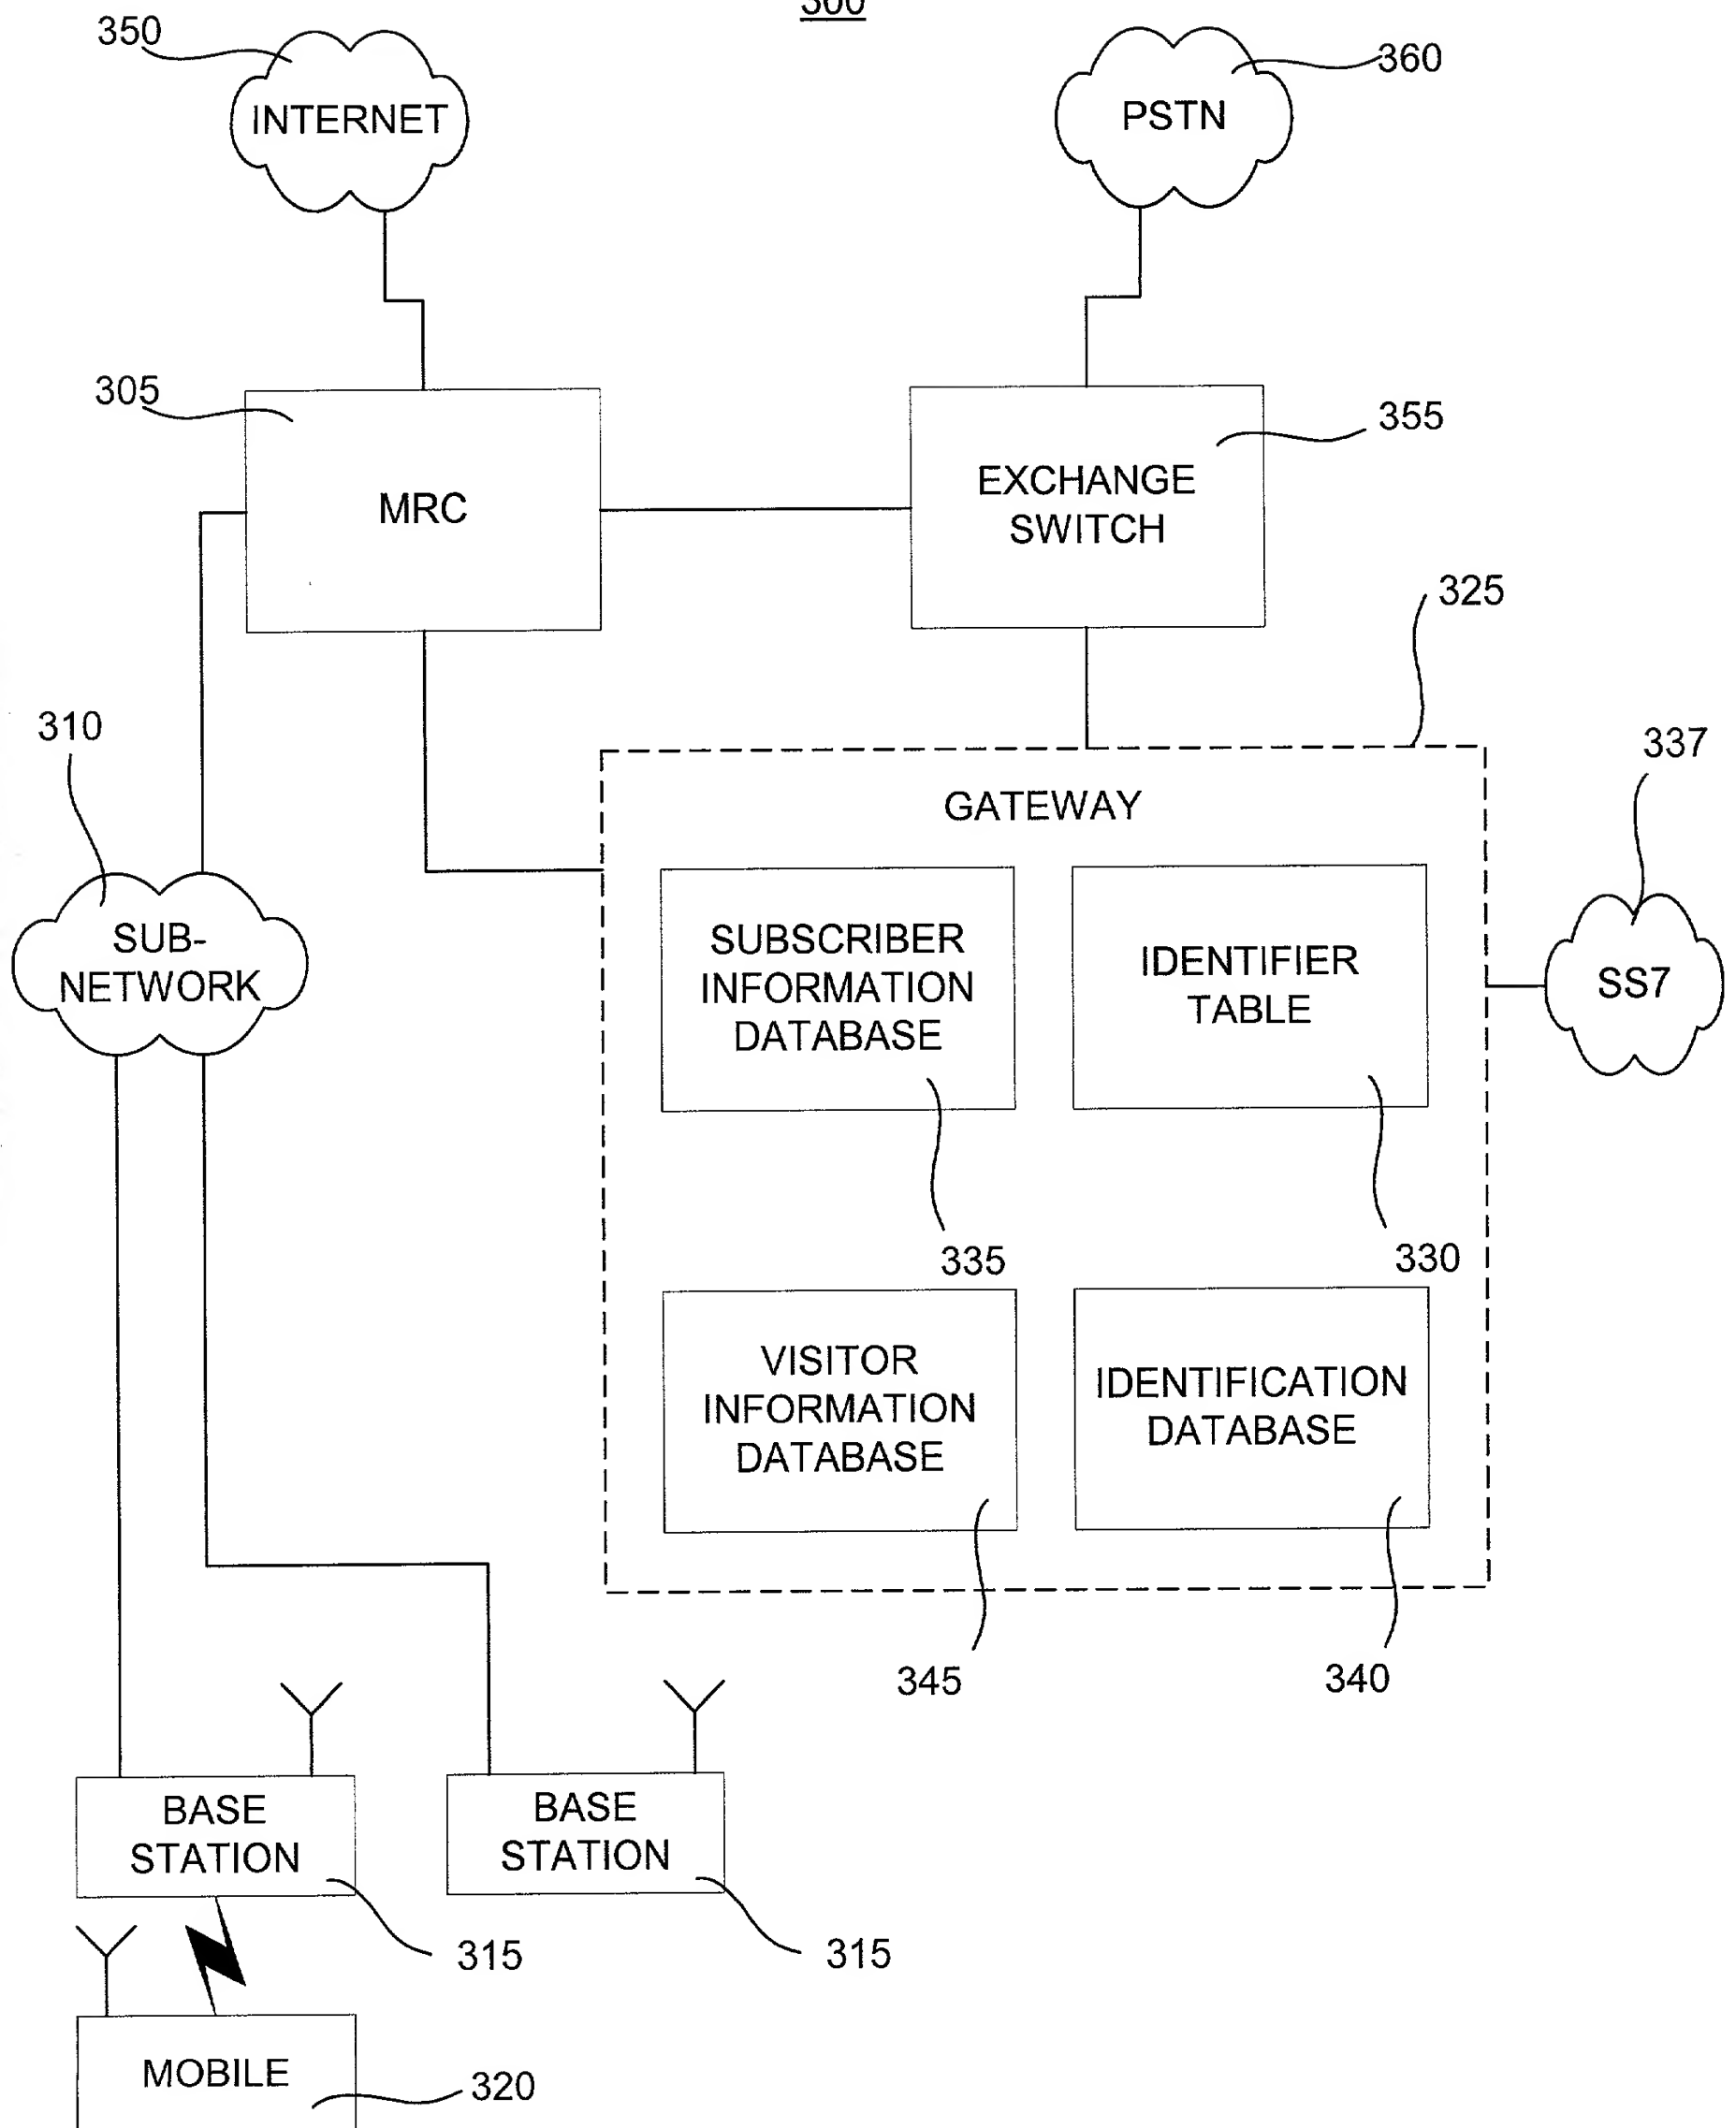 300
350
INTERNET
PSTN
360
305
MRC
EXCHANGE
SWITCH
355
325
310
SUB-
NETWORK
GATEWAY
337
SUBSCRIBER
INFORMATION
DATABASE
IDENTIFIER
TABLE
SS7
335
330
VISITOR
INFORMATION
DATABASE
IDENTIFICATION
DATABASE
345
340
BASE
STATION
BASE
STATION
315
315
MOBILE
320